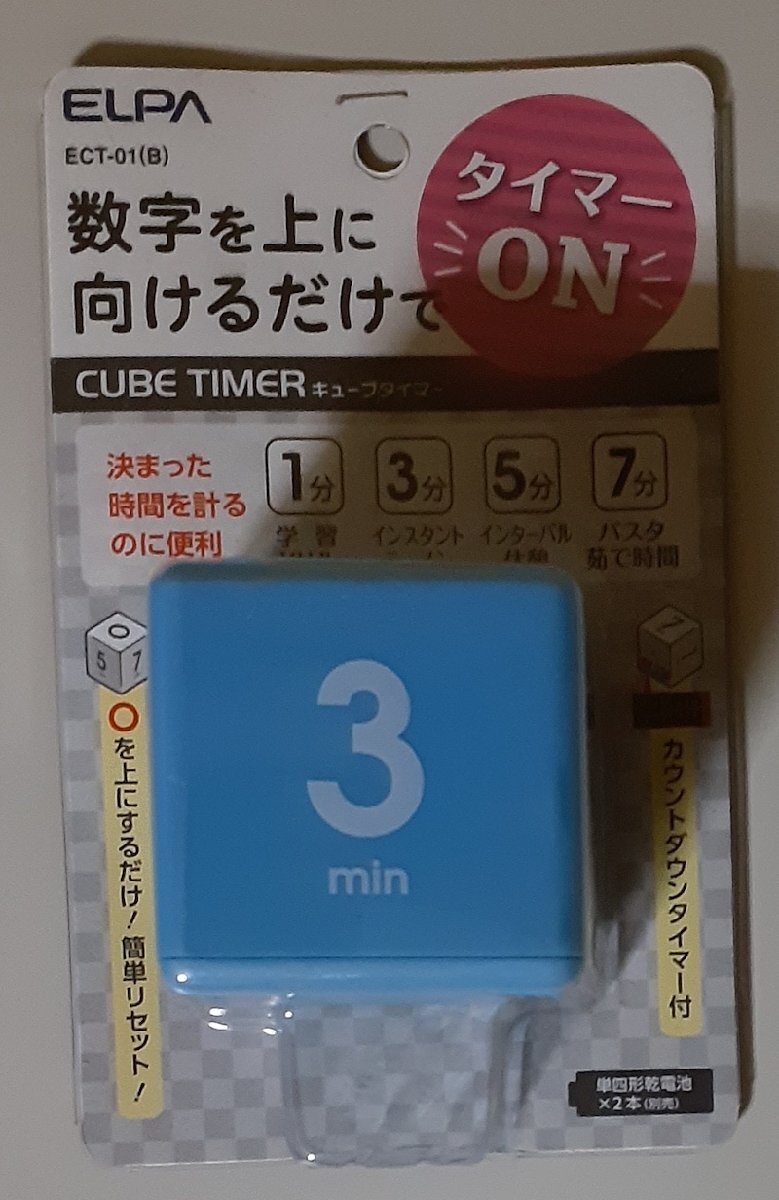 ELPA
ECT-01(B)
数字を上に
向けるだけで
タイマー
ON
CUBE TIMER キューブタイマー
決まった
時間を計る
のに便利
1分
3分
5分
7分
学習
インスタント
インターバル
休憩
パスタ
茹で時間
5 7
○を上にするだけ!簡単リセット!
3
min
カウントダウンタイマー付
単四形乾電池
×2本(別売)